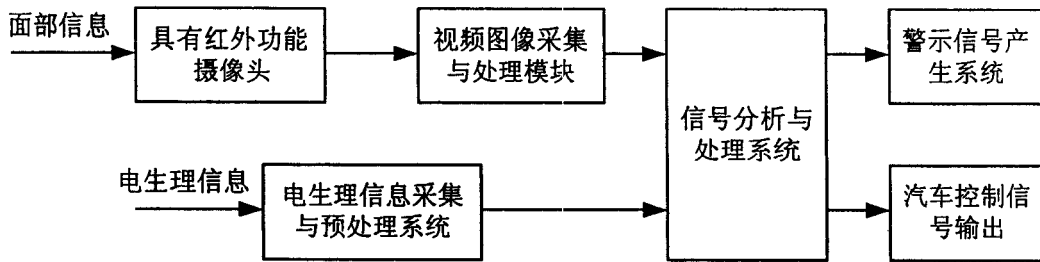 面部信息
具有红外功能
摄像头
视频图像采集
与处理模块
信号分析与
处理系统
警示信号产
生系统
电生理信息
电生理信息采集
与预处理系统
汽车控制信
号输出